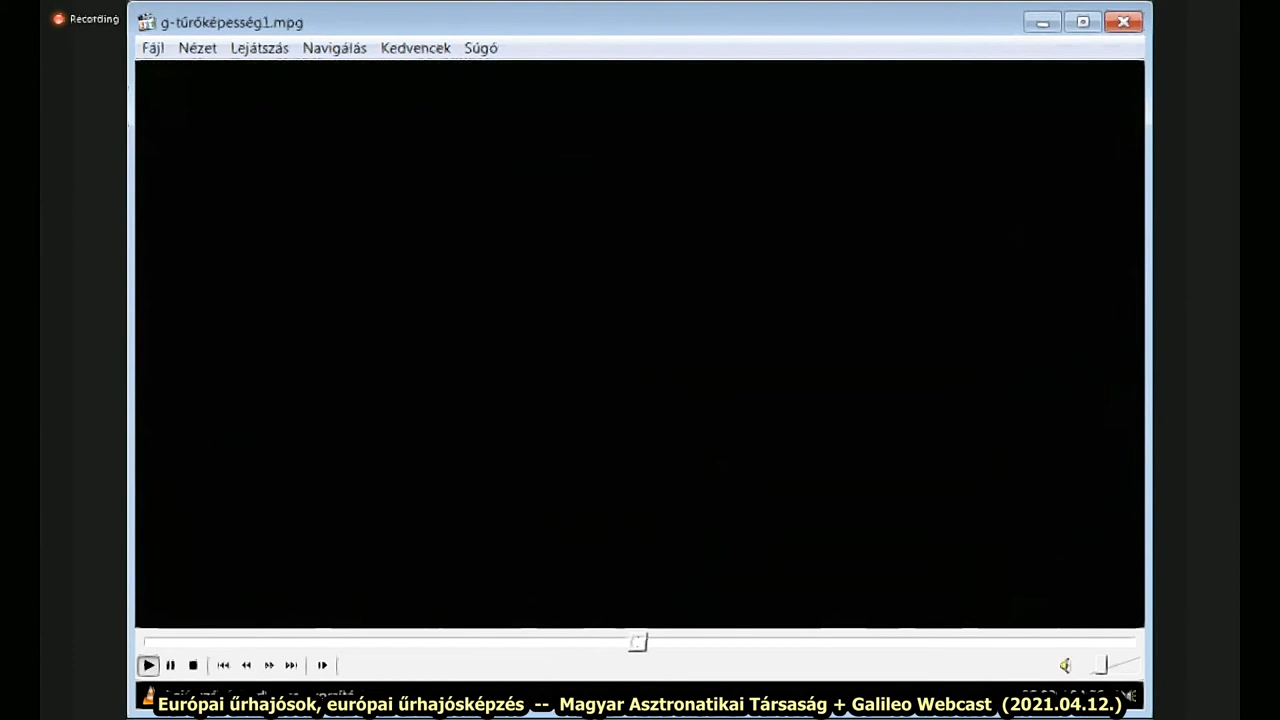 Recording
g-tűrőképesség1.mpg
Fájl Nézet Lejátszás Navigálás Kedvencek Súgó
Európai űrhajósok, európai űrhajósképzés -- Magyar Asztronatikai Társaság + Galileo Webcast (2021.04.12.)